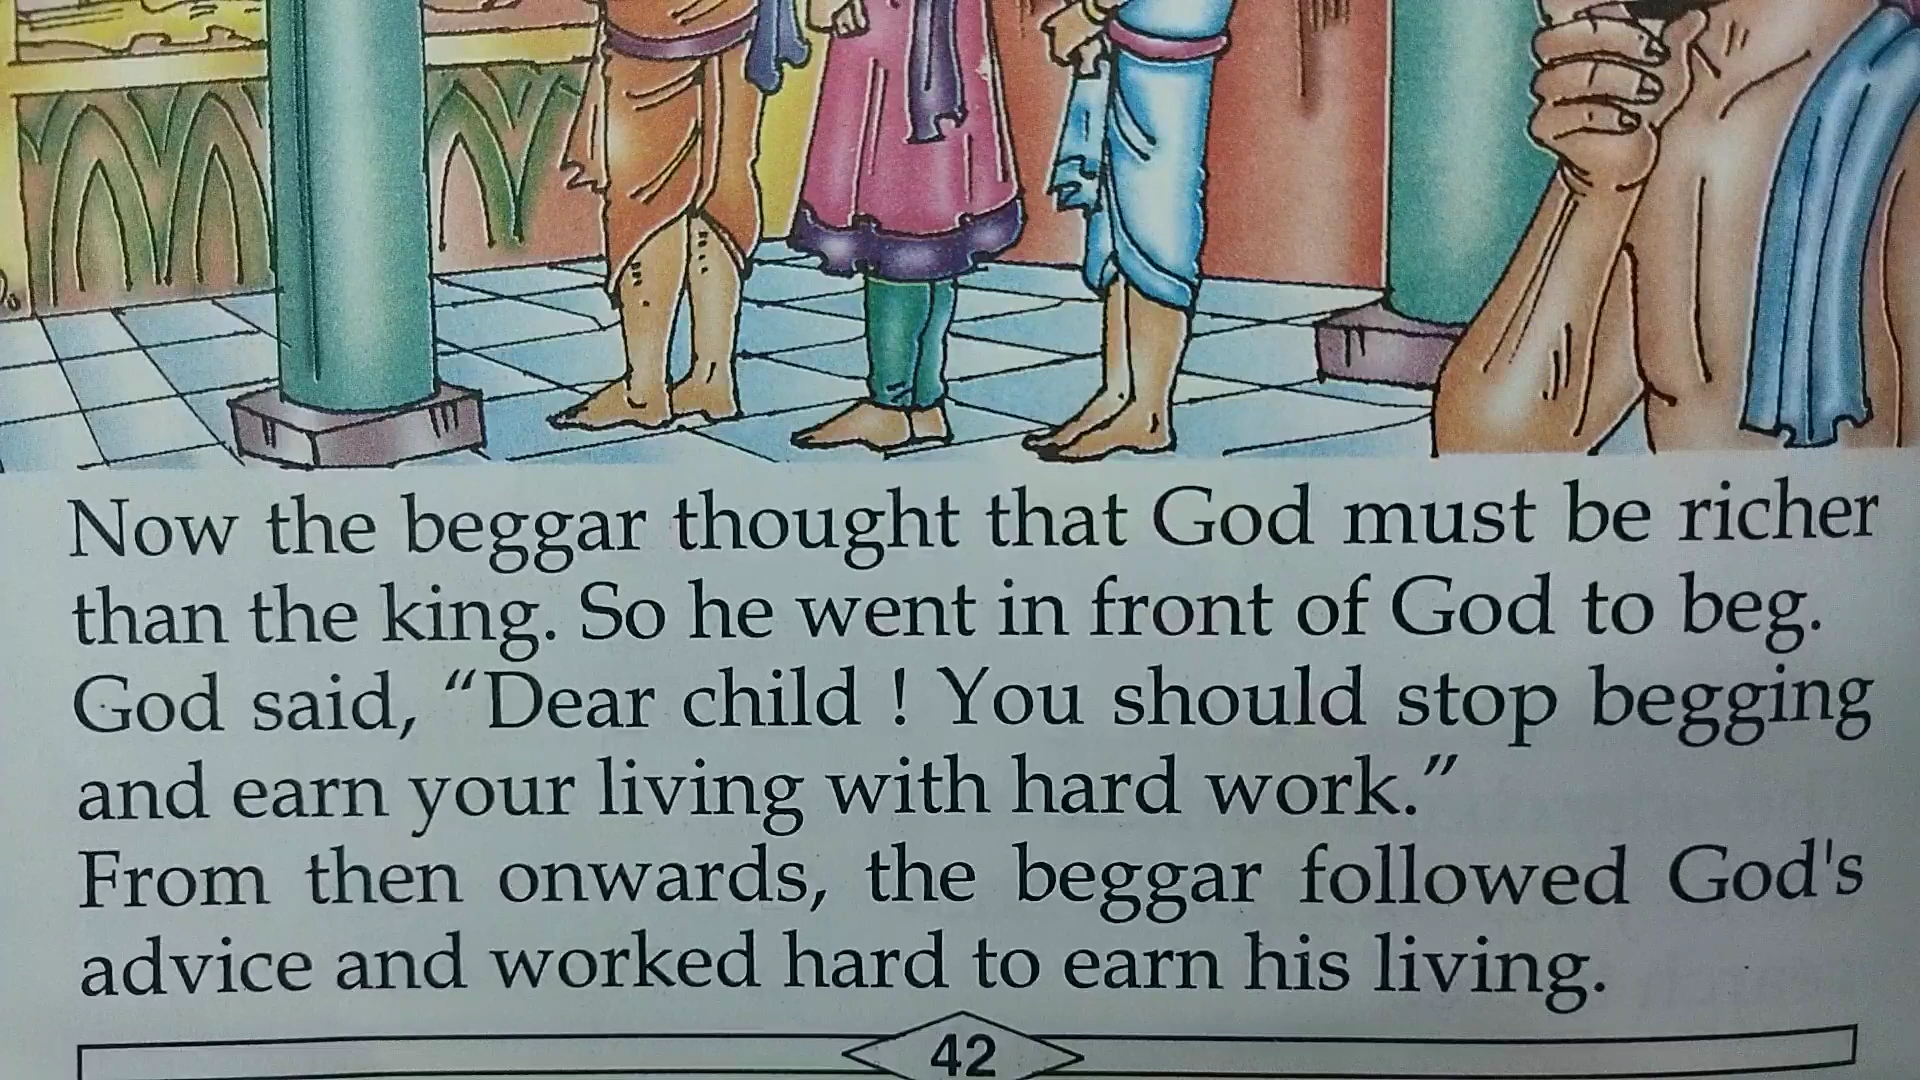 Now the beggar thought that God must be richer
than the king. So he went in front of God to beg.
God said, “Dear child ! You should stop begging
and earn your living with hard work.”
From then onwards, the beggar followed God's
advice and worked hard to earn his living.
42